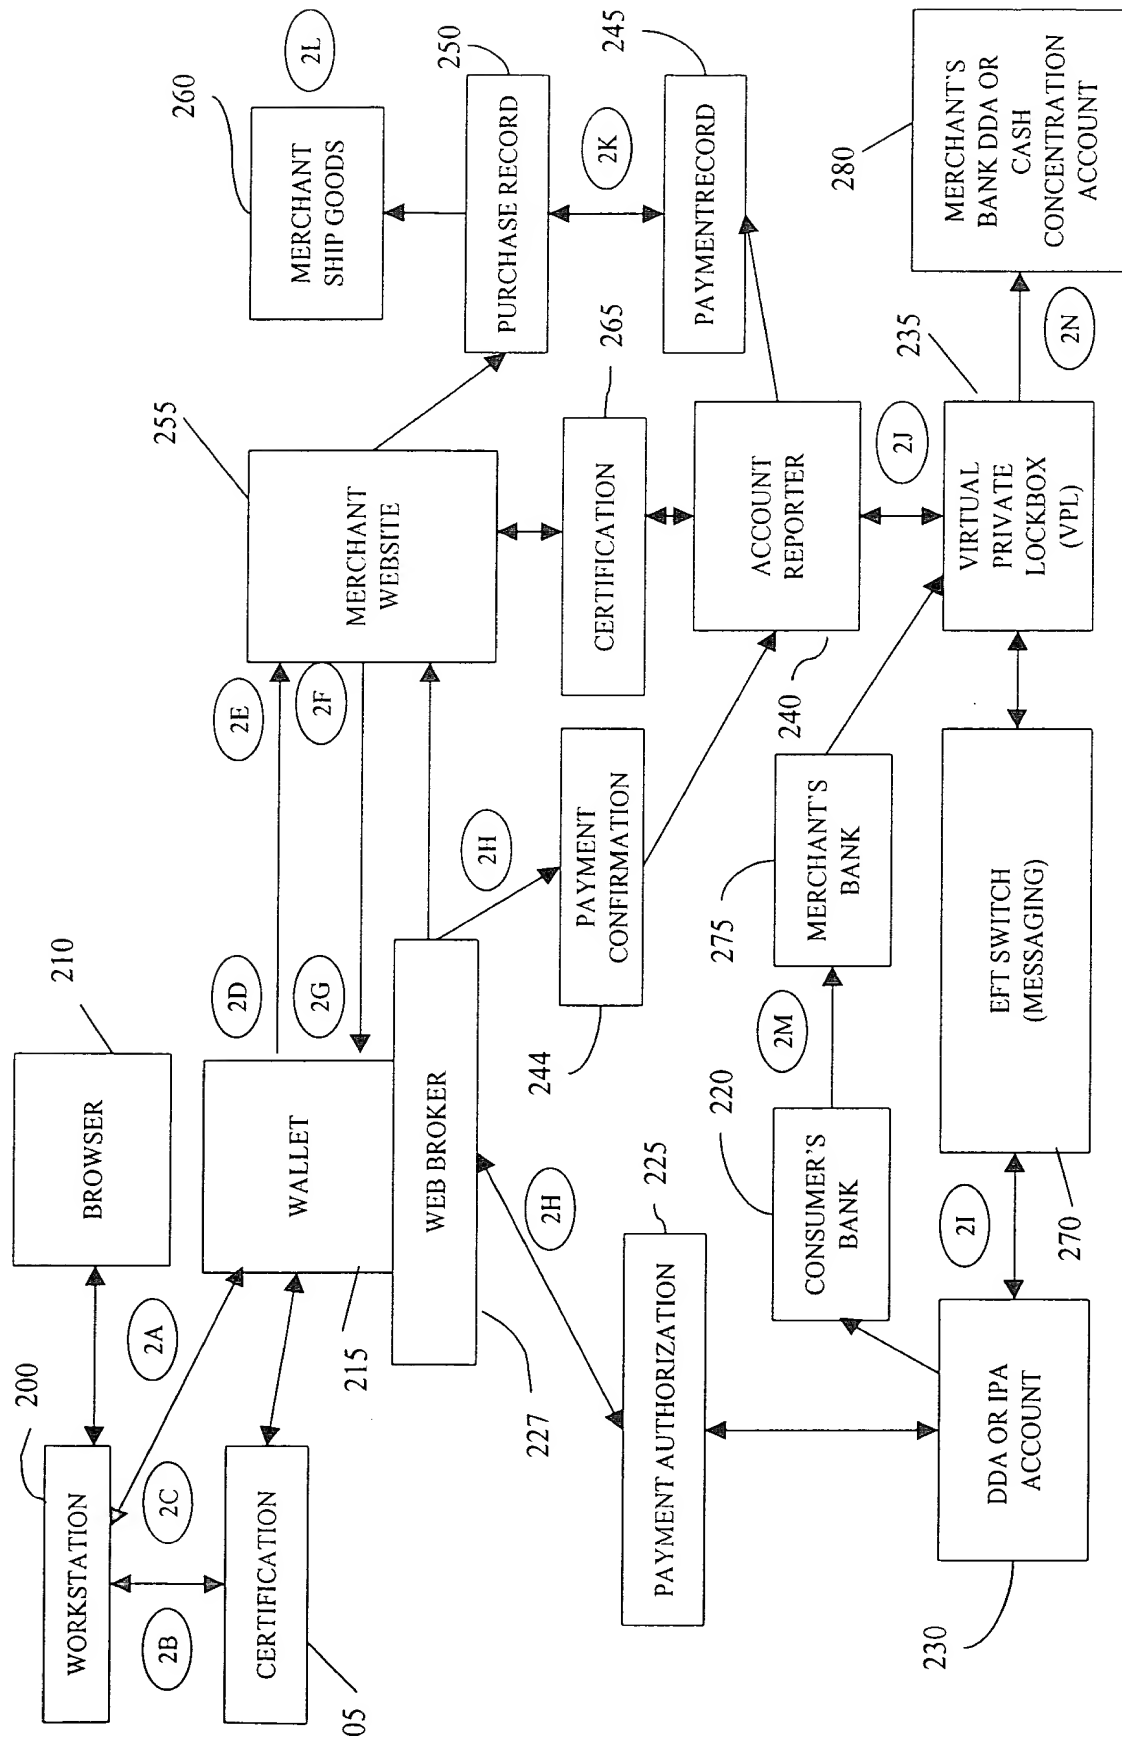 200
WORKSTATION
2B
2C
2A
CERTIFICATION
05
210
BROWSER
WALLET
215
WEB BROKER
227
2D
2G
2E
2F
255
MERCHANT
WEBSITE
260
MERCHANT
SHIP GOODS
2L
PURCHASE RECORD
250
2K
PAYMENTRECORD
245
CERTIFICATION
265
2H
PAYMENT
CONFIRMATION
244
2H
PAYMENT AUTHORIZATION
225
ACCOUNT
REPORTER
240
2J
220
CONSUMER'S
BANK
2M
275
MERCHANT'S
BANK
DDA OR IPA
ACCOUNT
230
2I
EFT SWITCH
(MESSAGING)
270
VIRTUAL
PRIVATE
LOCKBOX
(VPL)
235
2N
280
MERCHANT'S
BANK DDA OR
CASH
CONCENTRATION
ACCOUNT